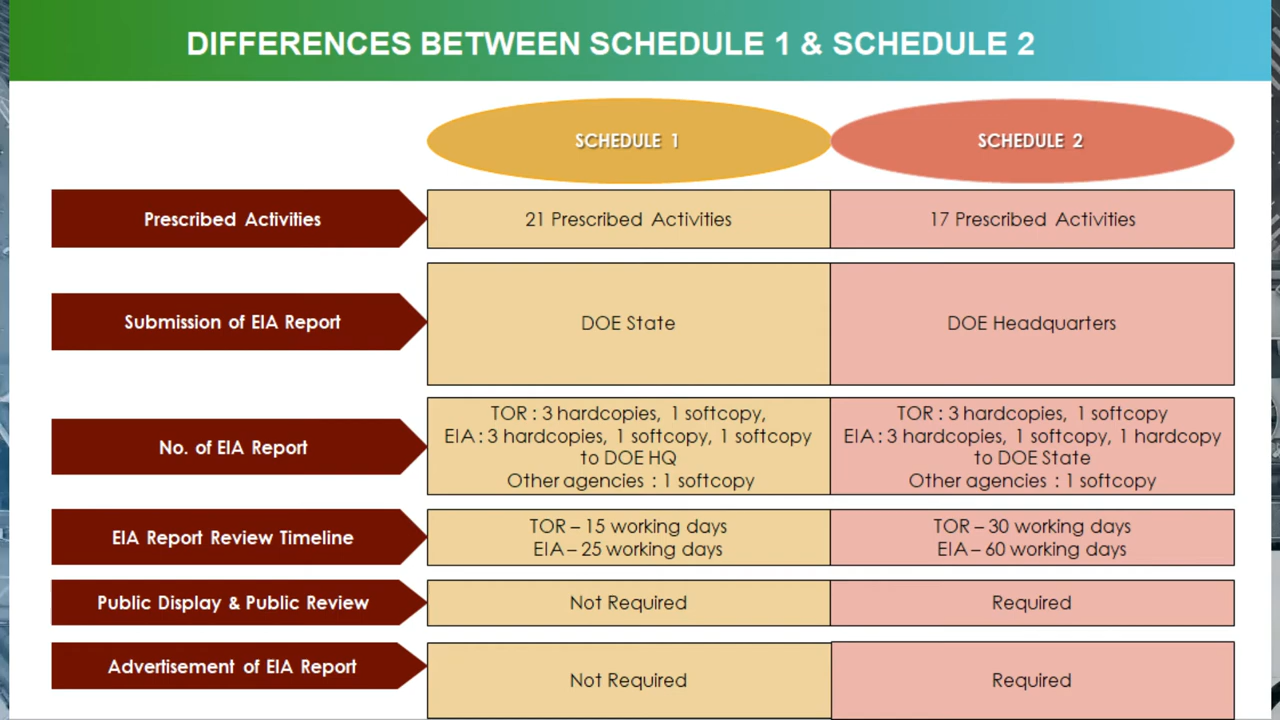 DIFFERENCES BETWEEN SCHEDULE 1 & SCHEDULE 2
SCHEDULE 1
SCHEDULE 2
Prescribed Activities
21 Prescribed Activities
17 Prescribed Activities
Submission of EIA Report
DOE State
DOE Headquarters
No. of EIA Report
TOR : 3 hardcopies, 1 softcopy,
EIA : 3 hardcopies, 1 softcopy, 1 softcopy
to DOE HQ
Other agencies : 1 softcopy
TOR : 3 hardcopies, 1 softcopy
EIA : 3 hardcopies, 1 softcopy, 1 hardcopy
to DOE State
Other agencies : 1 softcopy
EIA Report Review Timeline
TOR – 15 working days
EIA – 25 working days
TOR – 30 working days
EIA – 60 working days
Public Display & Public Review
Not Required
Required
Advertisement of EIA Report
Not Required
Required